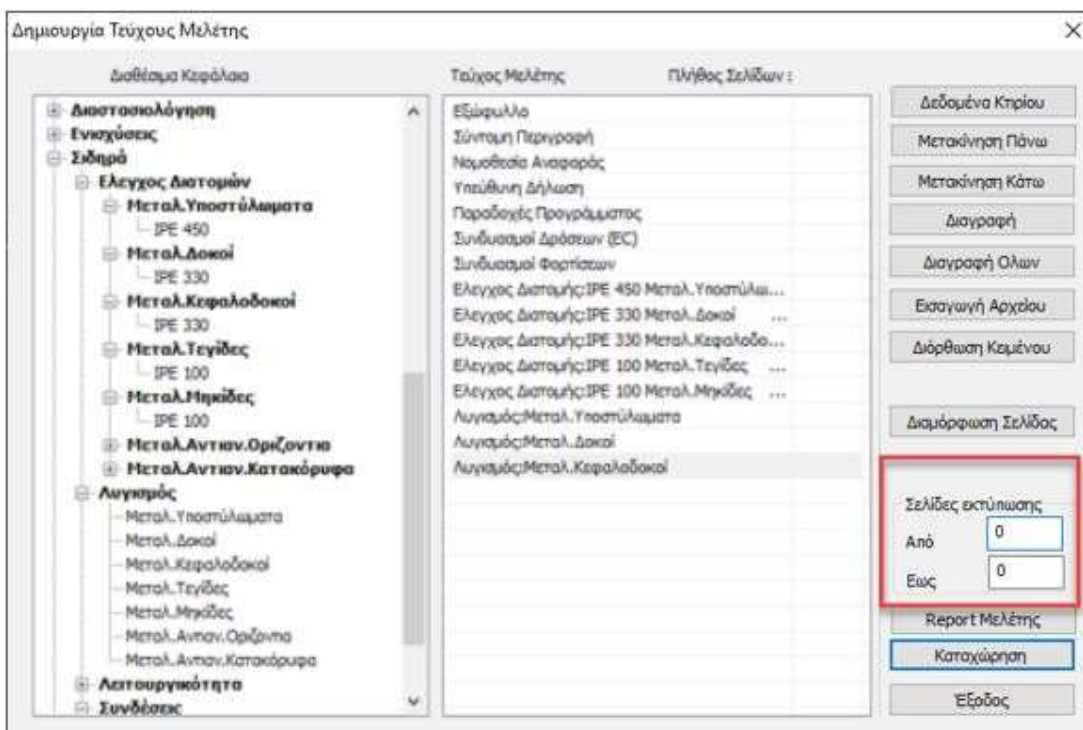 Δημιουργία Τεύχους Μελέτης
Διαθέσιμα Κεφάλαια
Διαστασιολόγηση
Ενισχύσεις
Σιδηρά
Ελεγχος Διατομών
Μεταλ.Υποστύλωματα
IPE 450
Μεταλ.Δοκοί
IPE 330
Μεταλ.Κεφαλοδοκοί
IPE 330
Μεταλ.Τεγίδες
IPE 100
Μεταλ.Μηκίδες
IPE 100
Μεταλ.Αντιαν.Οριζοντια
Μεταλ.Αντιαν.Κατακόρυφα
Λυγισμός
Μεταλ.Υποστύλωματα
Μεταλ.Δοκοί
Μεταλ.Κεφαλοδοκοί
Μεταλ.Τεγίδες
Μεταλ.Μηκίδες
Μεταλ.Αντιαν.Οριζοντια
Μεταλ.Αντιαν.Κατακόρυφα
Λειτουργικότητα
Συνδέσεις
Τεύχος Μελέτης Πλήθος Σελίδων :
Εξώφυλλο
Σύντομη Περιγραφή
Νομοθεσία Αναφοράς
Υπεύθυνη Δήλωση
Παραδοχές Προγράμματος
Συνδυασμοί Δράσεων (EC)
Συνδυασμοί Φορτίσεων
Ελεγχος Διατομής:IPE 450 Μεταλ.Υποστύλω...
Ελεγχος Διατομής:IPE 330 Μεταλ.Δοκοί ...
Ελεγχος Διατομής:IPE 330 Μεταλ.Κεφαλοδο...
Ελεγχος Διατομής:IPE 100 Μεταλ.Τεγίδες ...
Ελεγχος Διατομής:IPE 100 Μεταλ.Μηκίδες ...
Λυγισμός:Μεταλ.Υποστύλωματα
Λυγισμός:Μεταλ.Δοκοί
Λυγισμός:Μεταλ.Κεφαλοδοκοί
Δεδομένα Κτηρίου
Μετακίνηση Πάνω
Μετακίνηση Κάτω
Διαγραφή
Διαγραφή Ολων
Εισαγωγή Αρχείου
Διόρθωση Κειμένου
Διαμόρφωση Σελίδος
Σελίδες εκτύπωσης
Από 0
Εως 0
Report Μελέτης
Καταχώρηση
Έξοδος